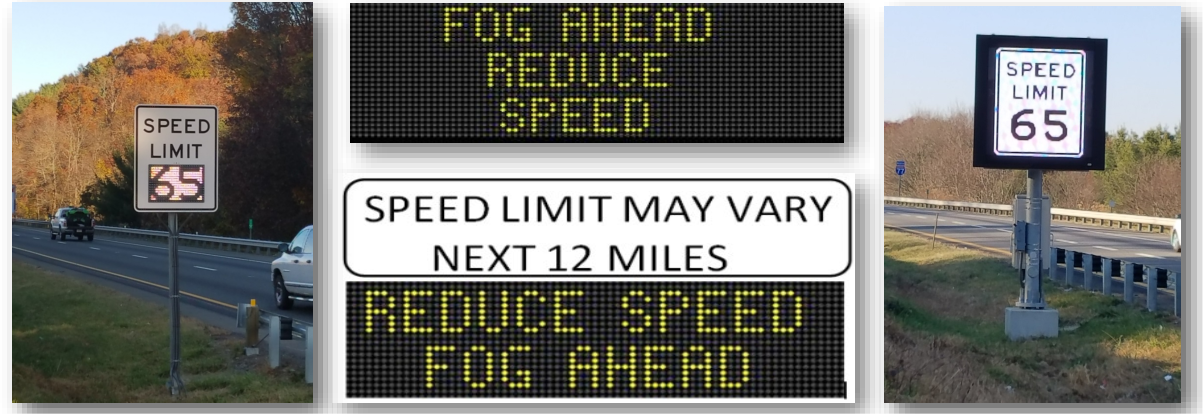 SPEED
LIMIT
65
FOG AHEAD
REDUCE
SPEED
SPEED LIMIT MAY VARY
NEXT 12 MILES
REDUCE SPEED
FOG AHEAD
SPEED
LIMIT
65
77